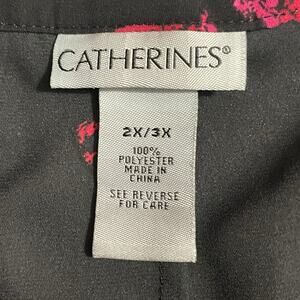 CATHERINES®
2X/3X
100%
POLYESTER
MADE IN
CHINA
SEE REVERSE
FOR CARE